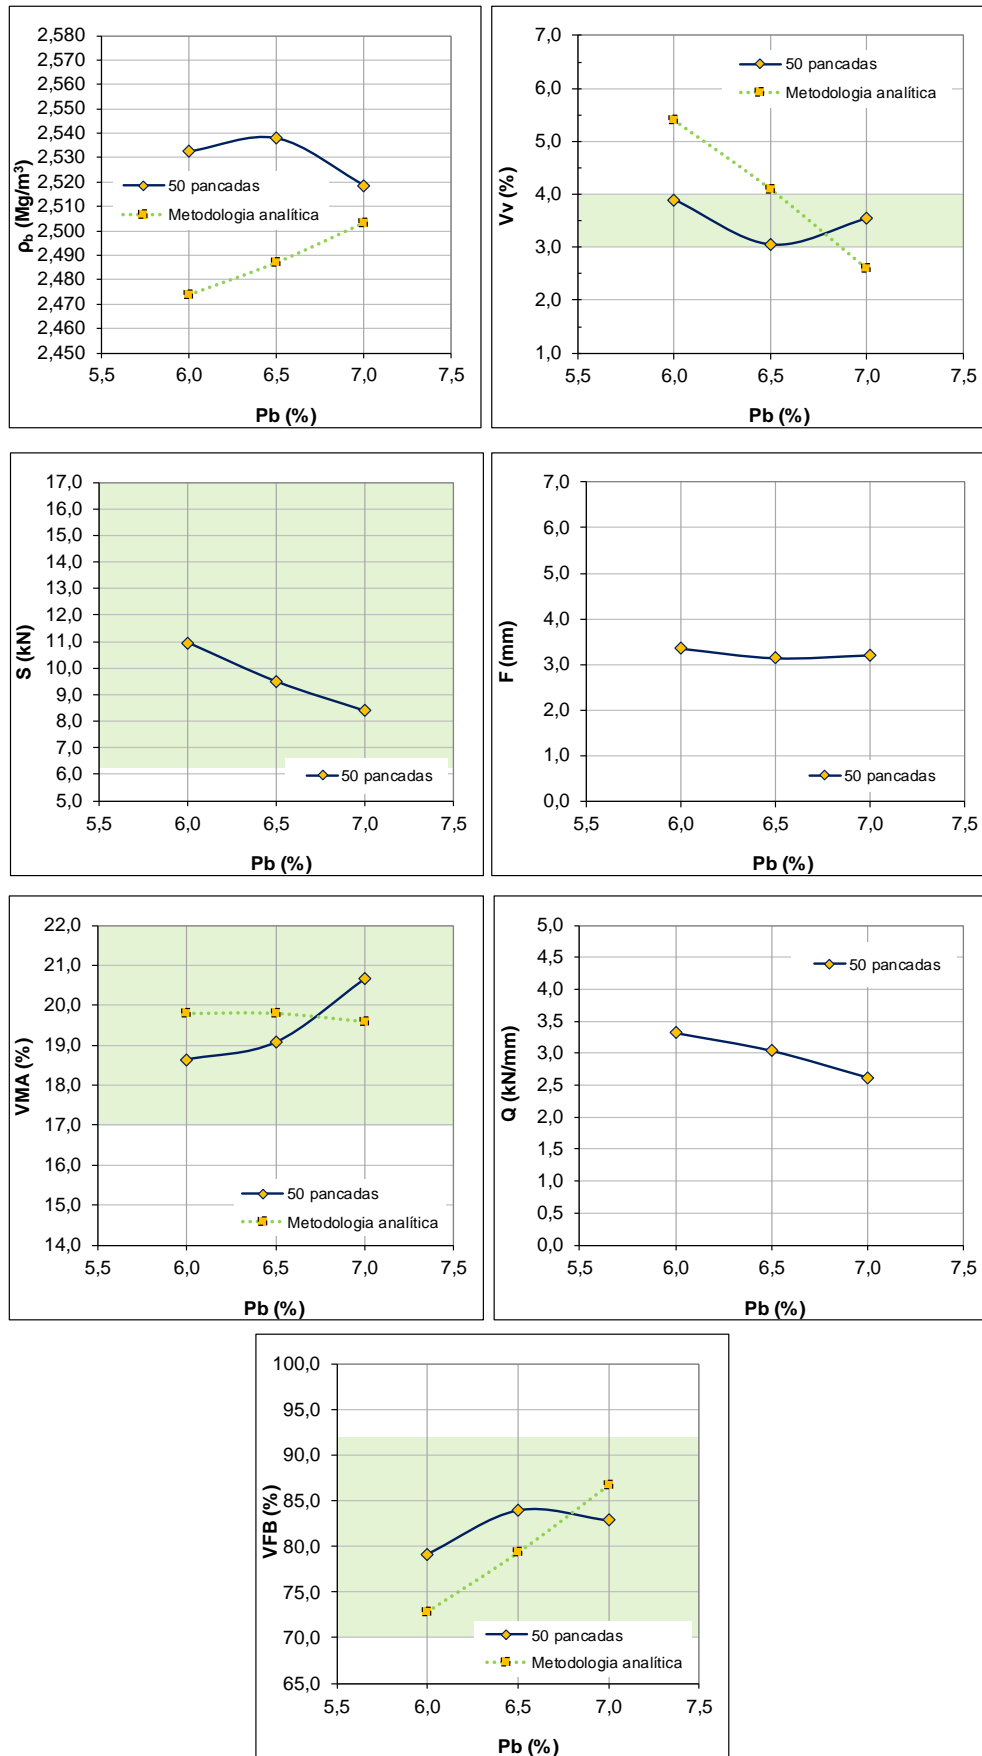 2,580
2,570
2,560
2,550
2,540
2,530
2,520
2,510
2,500
2,490
2,480
2,470
2,460
2,450
ρb (Mg/m³)
50 pancadas
Metodologia analítica
5,5 6,0 6,5 7,0 7,5
Pb (%)
7,0
6,0
5,0
4,0
3,0
2,0
1,0
Vv (%)
50 pancadas
Metodologia analítica
5,5 6,0 6,5 7,0 7,5
Pb (%)
17,0
16,0
15,0
14,0
13,0
12,0
11,0
10,0
9,0
8,0
7,0
6,0
5,0
S (kN)
50 pancadas
5,5 6,0 6,5 7,0 7,5
Pb (%)
7,0
6,0
5,0
4,0
3,0
2,0
1,0
0,0
F (mm)
50 pancadas
5,5 6,0 6,5 7,0 7,5
Pb (%)
22,0
21,0
20,0
19,0
18,0
17,0
16,0
15,0
14,0
VMA (%)
50 pancadas
Metodologia analítica
5,5 6,0 6,5 7,0 7,5
Pb (%)
5,0
4,5
4,0
3,5
3,0
2,5
2,0
1,5
1,0
0,5
0,0
Q (kN/mm)
50 pancadas
5,5 6,0 6,5 7,0 7,5
Pb (%)
100,0
95,0
90,0
85,0
80,0
75,0
70,0
65,0
VFB (%)
50 pancadas
Metodologia analítica
5,5 6,0 6,5 7,0 7,5
Pb (%)